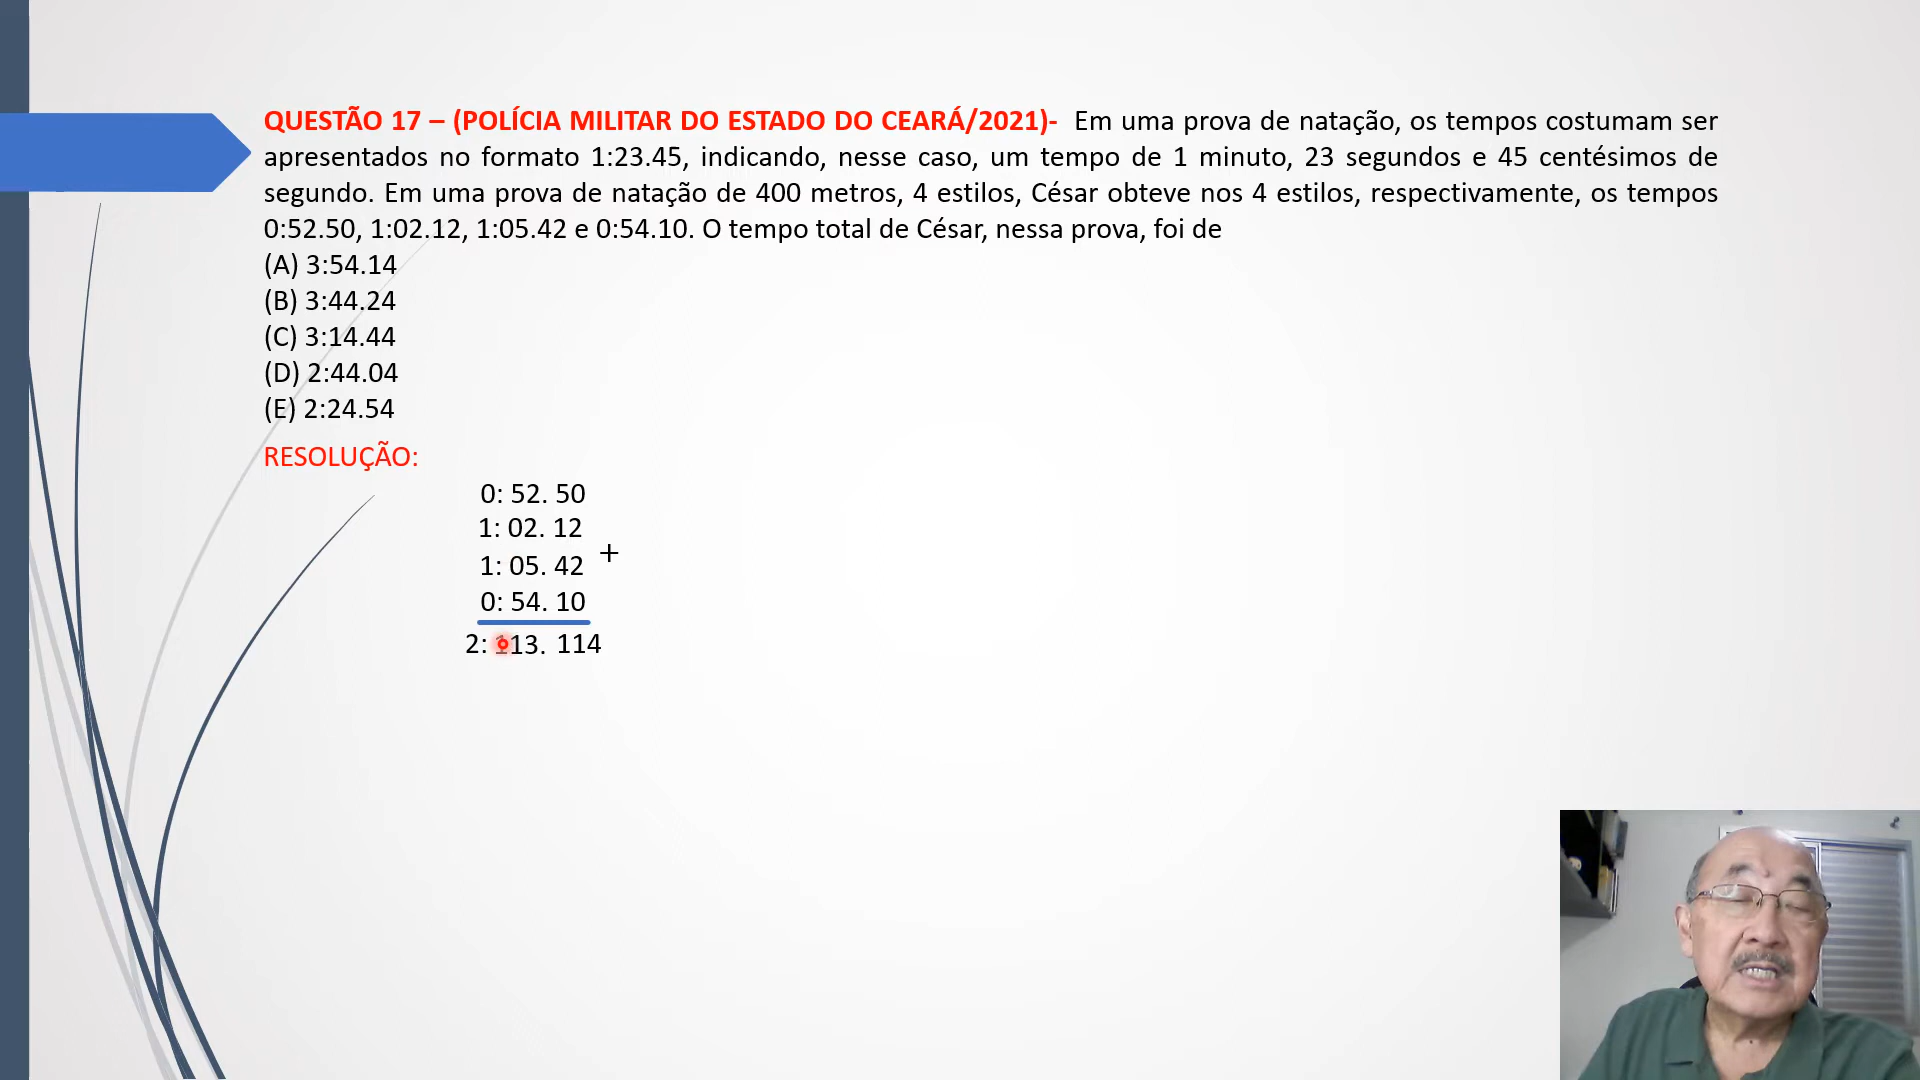 QUESTÃO 17 – (POLÍCIA MILITAR DO ESTADO DO CEARÁ/2021)- Em uma prova de natação, os tempos costumam ser
apresentados no formato 1:23.45, indicando, nesse caso, um tempo de 1 minuto, 23 segundos e 45 centésimos de
segundo. Em uma prova de natação de 400 metros, 4 estilos, César obteve nos 4 estilos, respectivamente, os tempos
0:52.50, 1:02.12, 1:05.42 e 0:54.10. O tempo total de César, nessa prova, foi de
(A) 3:54.14
(B) 3:44.24
(C) 3:14.44
(D) 2:44.04
(E) 2:24.54
RESOLUÇÃO:
0: 52. 50
1: 02. 12
+
1: 05. 42
0: 54. 10
2: 113. 114